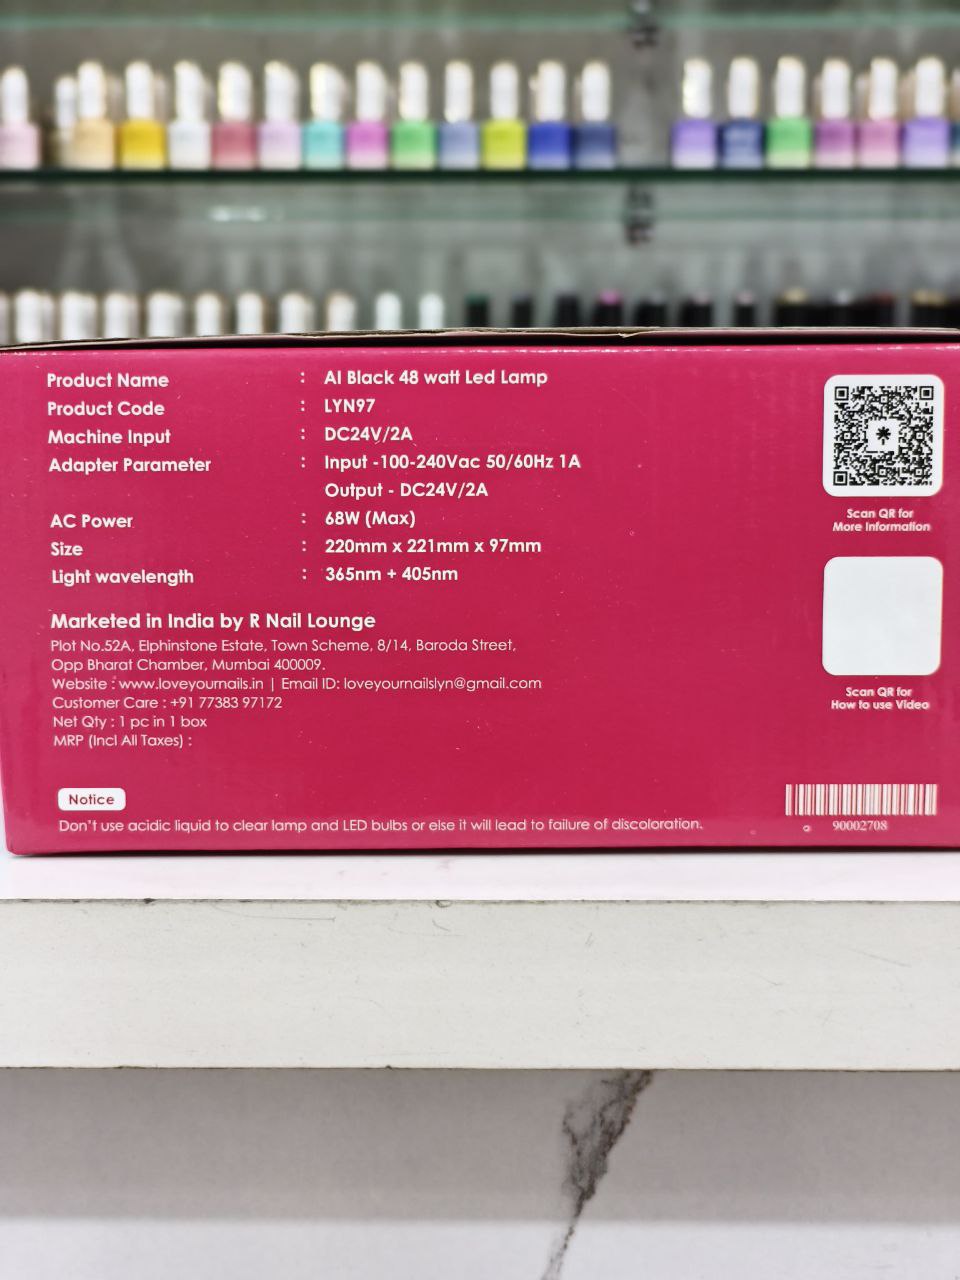 Product Name : AI Black 48 watt Led Lamp
Product Code : LYN97
Machine Input : DC24V/2A
Adapter Parameter : Input -100-240Vac 50/60Hz 1A
Output - DC24V/2A
AC Power : 68W (Max)
Size : 220mm x 221mm x 97mm
Light wavelength : 365nm + 405nm
Scan QR for
More Information
Marketed in India by R Nail Lounge
Plot No.52A, Elphinstone Estate, Town Scheme, 8/14, Baroda Street,
Opp Bharat Chamber, Mumbai 400009.
Website : www.loveyournails.in | Email ID: loveyournailslyn@gmail.com
Customer Care : +91 77383 97172
Net Qty : 1 pc in 1 box
MRP (Incl All Taxes) :
Scan QR for
How to use Video
Notice
Don't use acidic liquid to clear lamp and LED bulbs or else it will lead to failure of discoloration.
90002708